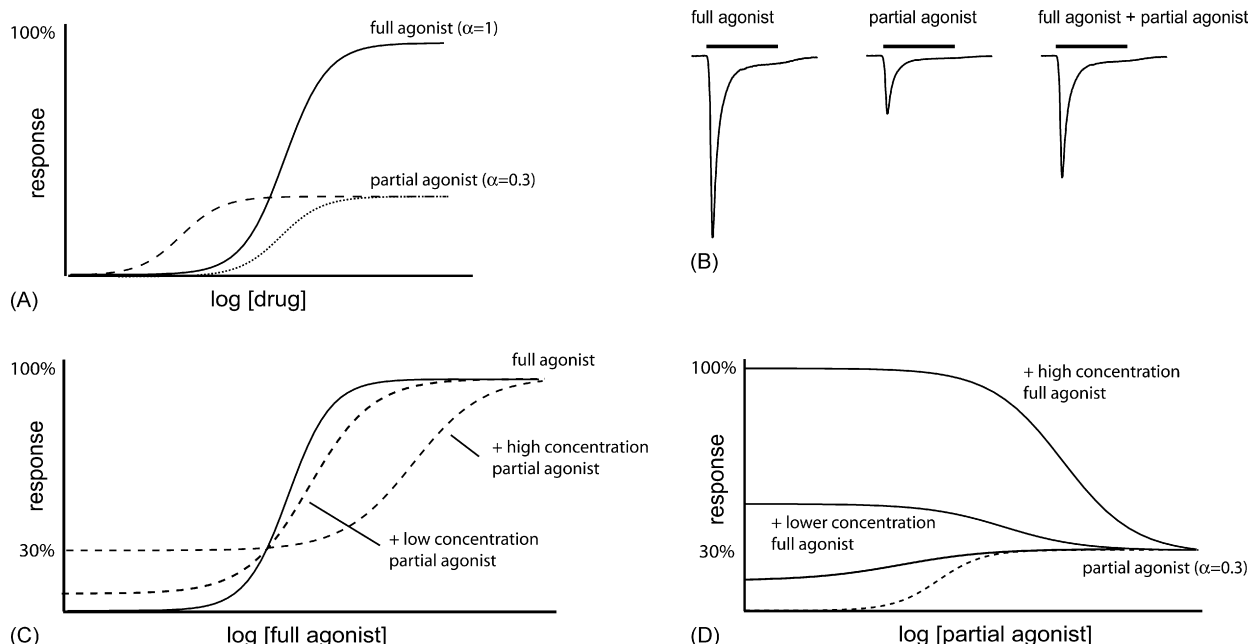 100%
full agonist (α=1)
response
partial agonist (α=0.3)
log [drug]
(A)
full agonist
partial agonist
full agonist + partial agonist
(B)
100%
full agonist
response
+ high concentration
partial agonist
+ low concentration
partial agonist
30%
log [full agonist]
(C)
100%
+ high concentration
full agonist
response
+ lower concentration
full agonist
30%
partial agonist (α=0.3)
log [partial agonist]
(D)